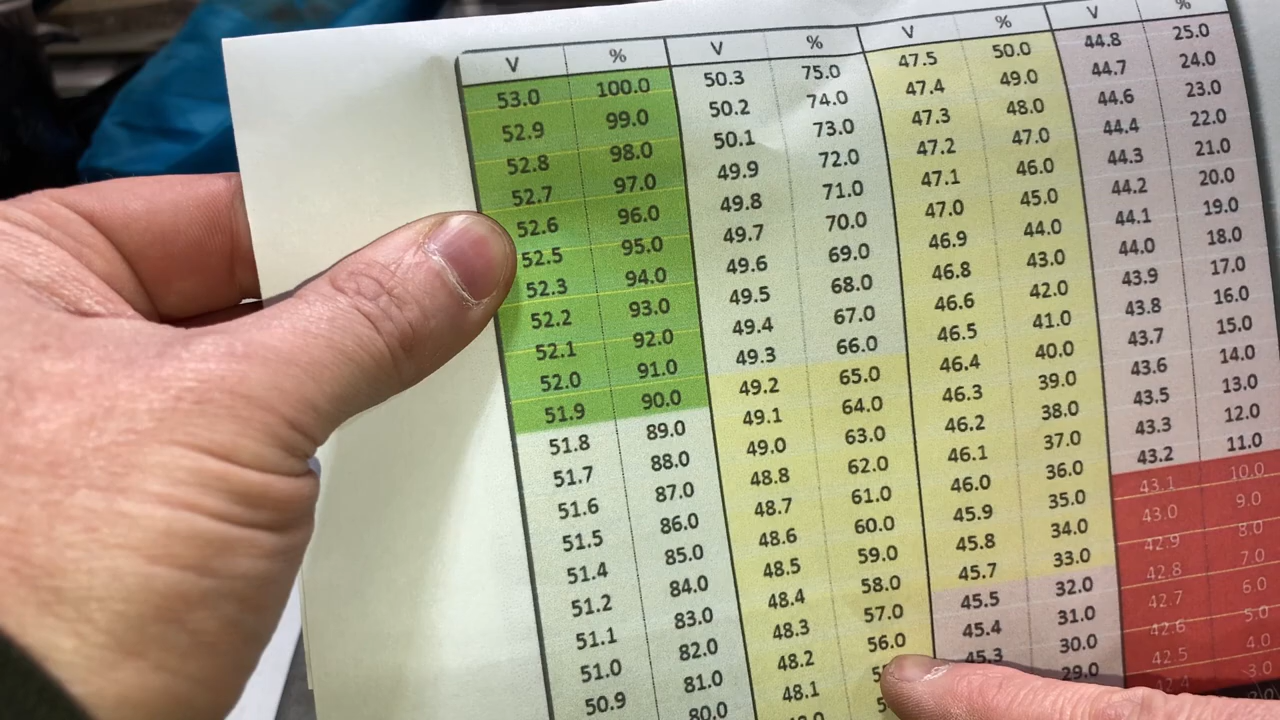 V % V % V % V %
53.0 100.0 50.3 75.0 47.5 50.0 44.8 25.0
52.9 99.0 50.2 74.0 47.4 49.0 44.7 24.0
52.8 98.0 50.1 73.0 47.3 48.0 44.6 23.0
52.7 97.0 49.9 72.0 47.2 47.0 44.4 22.0
52.6 96.0 49.8 71.0 47.1 46.0 44.3 21.0
52.5 95.0 49.7 70.0 47.0 45.0 44.2 20.0
52.3 94.0 49.6 69.0 46.9 44.0 44.1 19.0
52.2 93.0 49.5 68.0 46.8 43.0 44.0 18.0
52.1 92.0 49.4 67.0 46.6 42.0 43.9 17.0
52.0 91.0 49.3 66.0 46.5 41.0 43.8 16.0
51.9 90.0 49.2 65.0 46.4 40.0 43.7 15.0
51.8 89.0 49.1 64.0 46.3 39.0 43.6 14.0
51.7 88.0 49.0 63.0 46.2 38.0 43.5 13.0
51.6 87.0 48.8 62.0 46.1 37.0 43.3 12.0
51.5 86.0 48.7 61.0 46.0 36.0 43.2 11.0
51.4 85.0 48.6 60.0 45.9 35.0 43.1 10.0
51.2 84.0 48.5 59.0 45.8 34.0 43.0 9.0
51.1 83.0 48.4 58.0 45.7 33.0 42.9 8.0
51.0 82.0 48.3 57.0 45.5 32.0 42.8 7.0
50.9 81.0 48.2 56.0 45.4 31.0 42.7 6.0
80.0 48.1 45.3 30.0 42.6 5.0
29.0 42.5 4.0
42.4 3.0